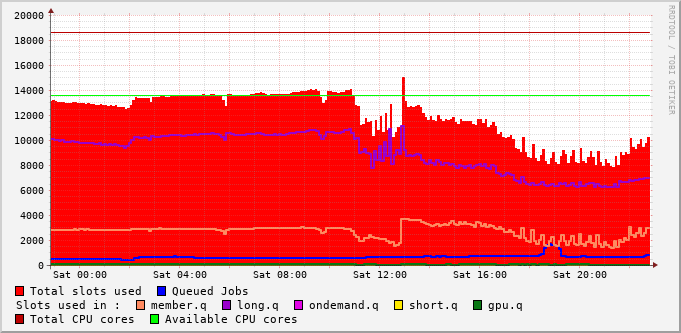 20000
18000
16000
14000
12000
10000
8000
6000
4000
2000
0
Sat 00:00 Sat 04:00 Sat 08:00 Sat 12:00 Sat 16:00 Sat 20:00
Total slots used Queued Jobs
Slots used in : member.q long.q ondemand.q short.q gpu.q
Total CPU cores Available CPU cores
RRDTOOL / TOBI OETIKER